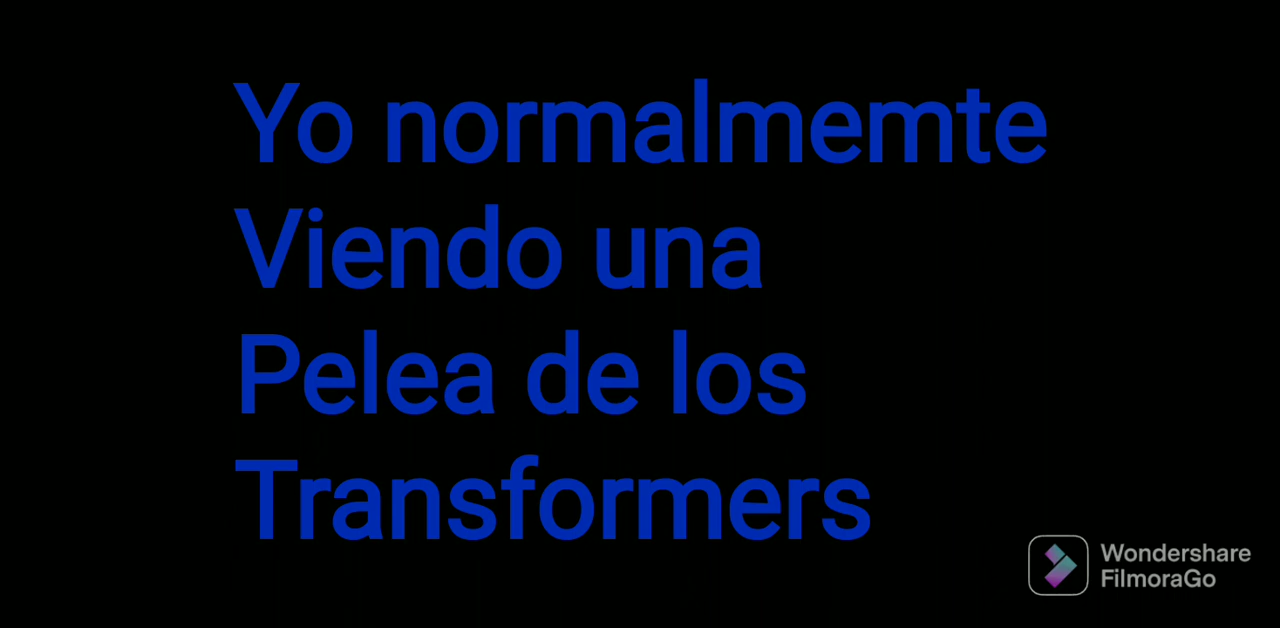 Yo normalmemte
Viendo una
Pelea de los
Transformers
Wondershare
FilmoraGo